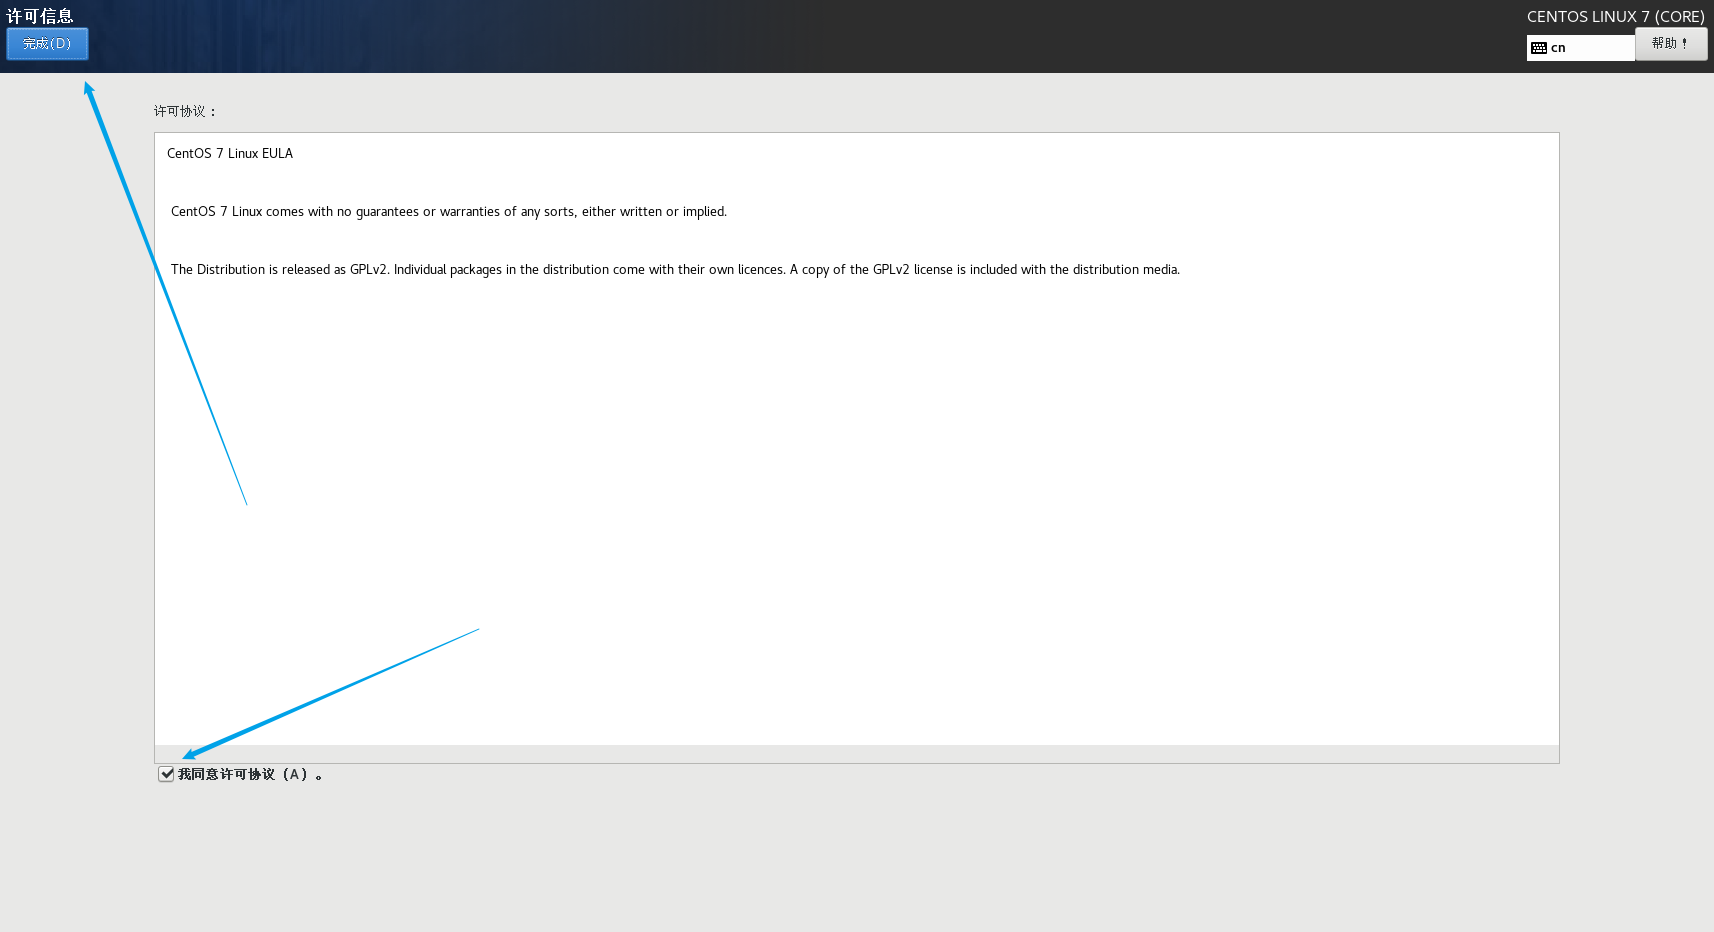 许可信息
CENTOS LINUX 7 (CORE)
完成(D)
cn
帮助！
许可协议：
CentOS 7 Linux EULA
CentOS 7 Linux comes with no guarantees or warranties of any sorts, either written or implied.
The Distribution is released as GPLv2. Individual packages in the distribution come with their own licences. A copy of the GPLv2 license is included with the distribution media.
我同意许可协议（A）。